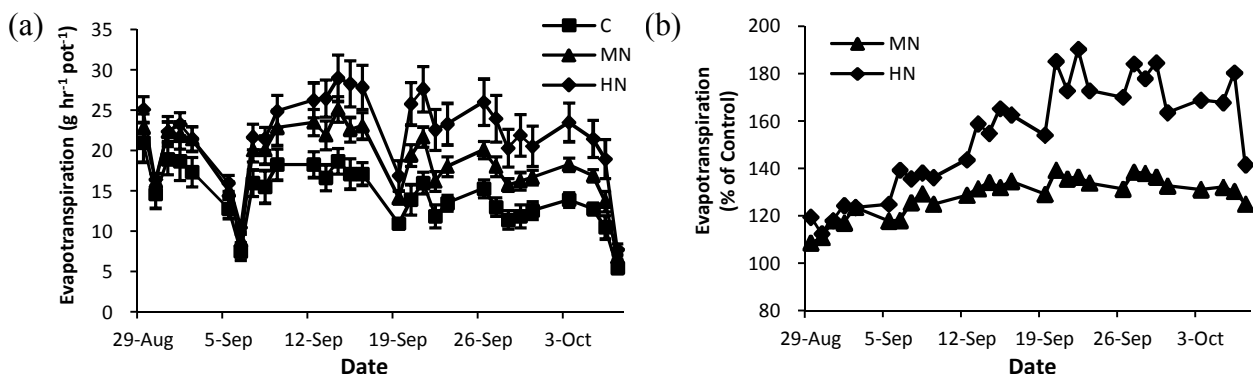 (a)
Evapotranspiration (g hr⁻¹ pot⁻¹)
35
30
25
20
15
10
5
0
C
MN
HN
29-Aug 5-Sep 12-Sep 19-Sep 26-Sep 3-Oct
Date
(b)
Evapotranspiration
(% of Control)
200
180
160
140
120
100
80
MN
HN
29-Aug 5-Sep 12-Sep 19-Sep 26-Sep 3-Oct
Date